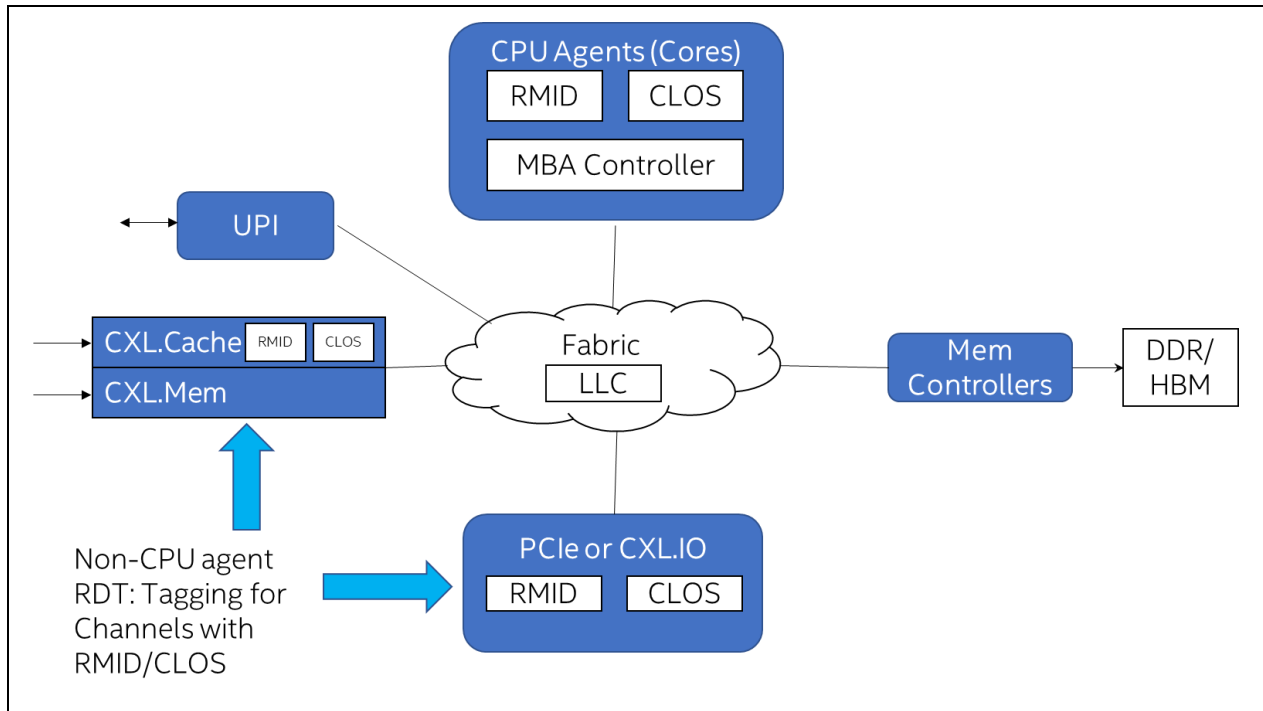 CPU Agents (Cores)
RMID
CLOS
MBA Controller
UPI
CXL.Cache
RMID
CLOS
CXL.Mem
Fabric
LLC
Mem
Controllers
DDR/
HBM
Non-CPU agent
RDT: Tagging for
Channels with
RMID/CLOS
PCIe or CXL.IO
RMID
CLOS